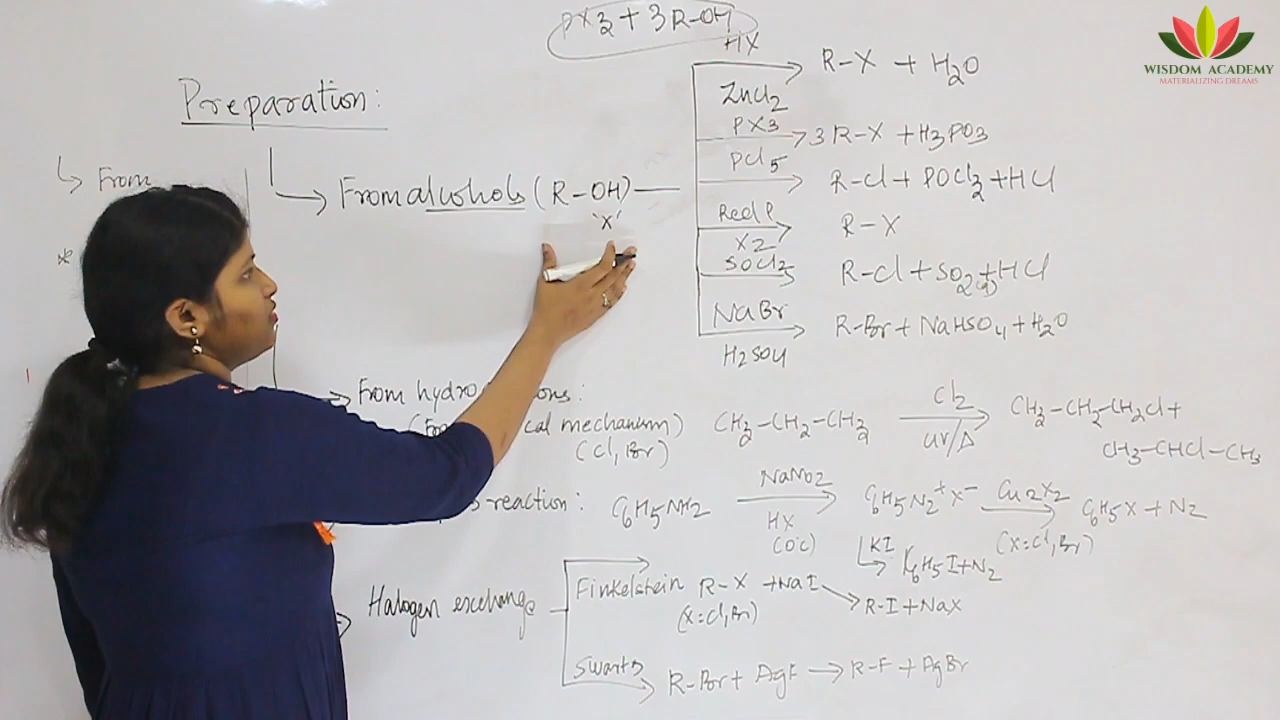 PX3 + 3R-OH
WISDOM ACADEMY
MATERIALIZING DREAMS
Preparation:
From
*
From alcohols (R-OH)
'X'
HX
ZnCl2
R-X + H2O
PX3
3 R-X + H3PO3
PCl5
R-Cl + POCl3 + HCl
Red P
X2
R-X
SOCl2
R-Cl + SO2 + HCl
(g)
NaBr
H2SO4
R-Br + NaHSO4 + H2O
From hydro
mechanism)
(Cl, Br)
CH3-CH2-CH3
Cl2
UV/Δ
CH3-CH2-CH2Cl +
CH3-CHCl-CH3
reaction:
C6H5NH2
NaNO2
HX
(0°C)
C6H5N2+X-
Cu2X2
(X=Cl, Br)
C6H5X + N2
KI
C6H5I + N2
Halogen exchange
Finkelstein R-X + NaI
(X=Cl, Br)
R-I + NaX
Swarts
R-Br + AgF → R-F + AgBr